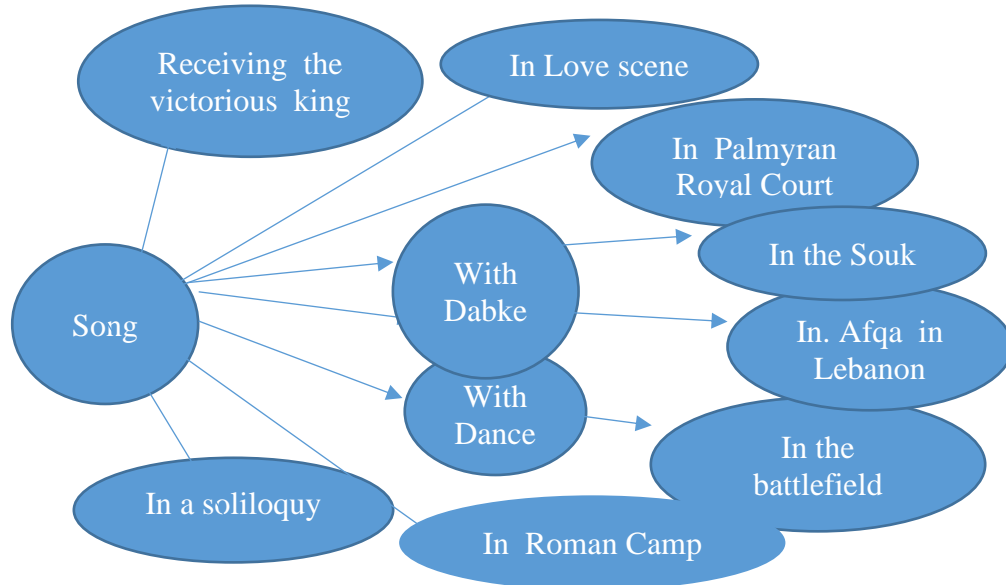 Receiving the
victorious king
In Love scene
In Palmyran
Royal Court
In the Souk
With
Dabke
Song
In. Afqa in
Lebanon
With
Dance
In the
battlefield
In a soliloquy
In Roman Camp